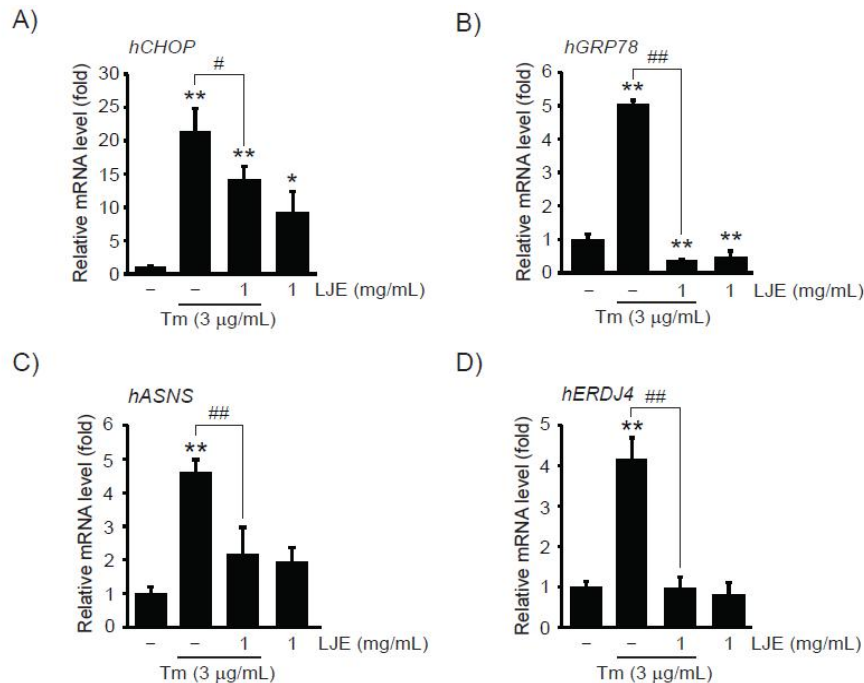 A)
hCHOP
Relative mRNA level (fold)
30
25
20
15
10
5
0
#
**
**
*
– – 1 1 LJE (mg/mL)
Tm (3 μg/mL)
B)
hGRP78
Relative mRNA level (fold)
6
5
4
3
2
1
0
##
**
**
**
– – 1 1 LJE (mg/mL)
Tm (3 μg/mL)
C)
hASNS
Relative mRNA level (fold)
6
5
4
3
2
1
0
##
**
– – 1 1 LJE (mg/mL)
Tm (3 μg/mL)
D)
hERDJ4
Relative mRNA level (fold)
5
4
3
2
1
0
##
**
– – 1 1 LJE (mg/mL)
Tm (3 μg/mL)